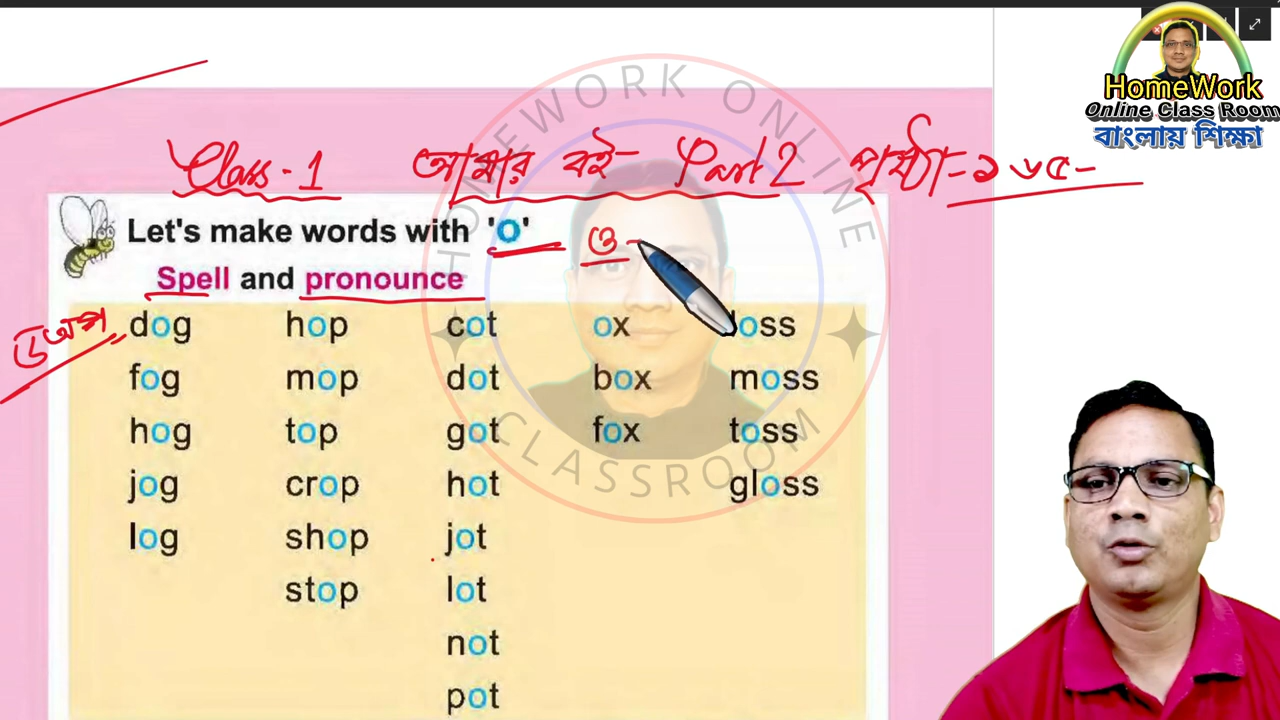 HomeWork
Online Class Room
বাংলায় শিক্ষা
HOMEWORK ONLINE CLASSROOM
Class - 1 আমার বই- Part 2 পৃষ্ঠা- ১৬৫-
Let's make words with 'o' ও -
Spell and pronounce
dog hop cot ox loss
fog mop dot box moss
hog top got fox toss
jog crop hot gloss
log shop jot
stop lot
not
pot